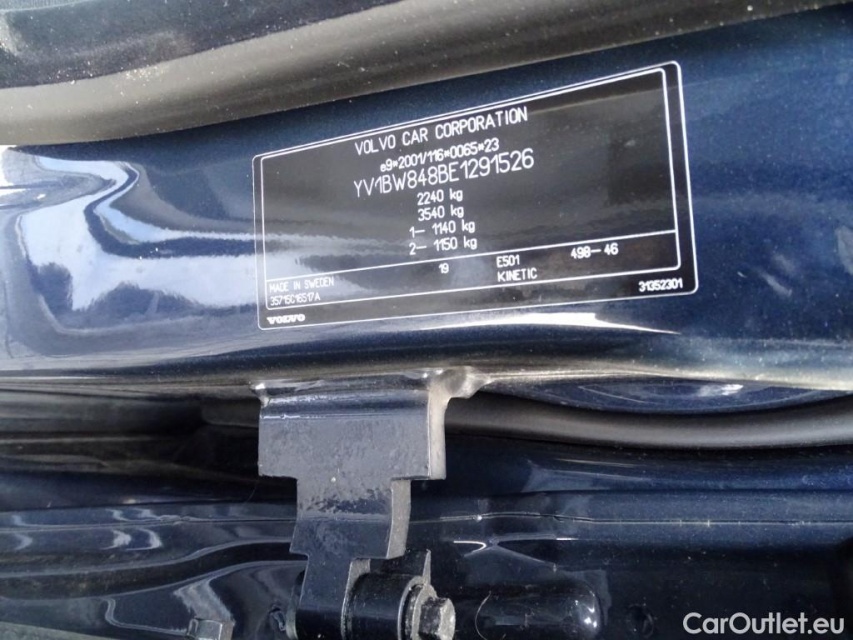 VOLVO CAR CORPORATION
e9*2001/116*0065*23
YV1BW848BE1291526
2240 kg
3540 kg
1- 1140 kg
2- 1150 kg
MADE IN SWEDEN 19 E501 498-46
35715C16517A KINETIC 31352301
VOLVO
CarOutlet.eu